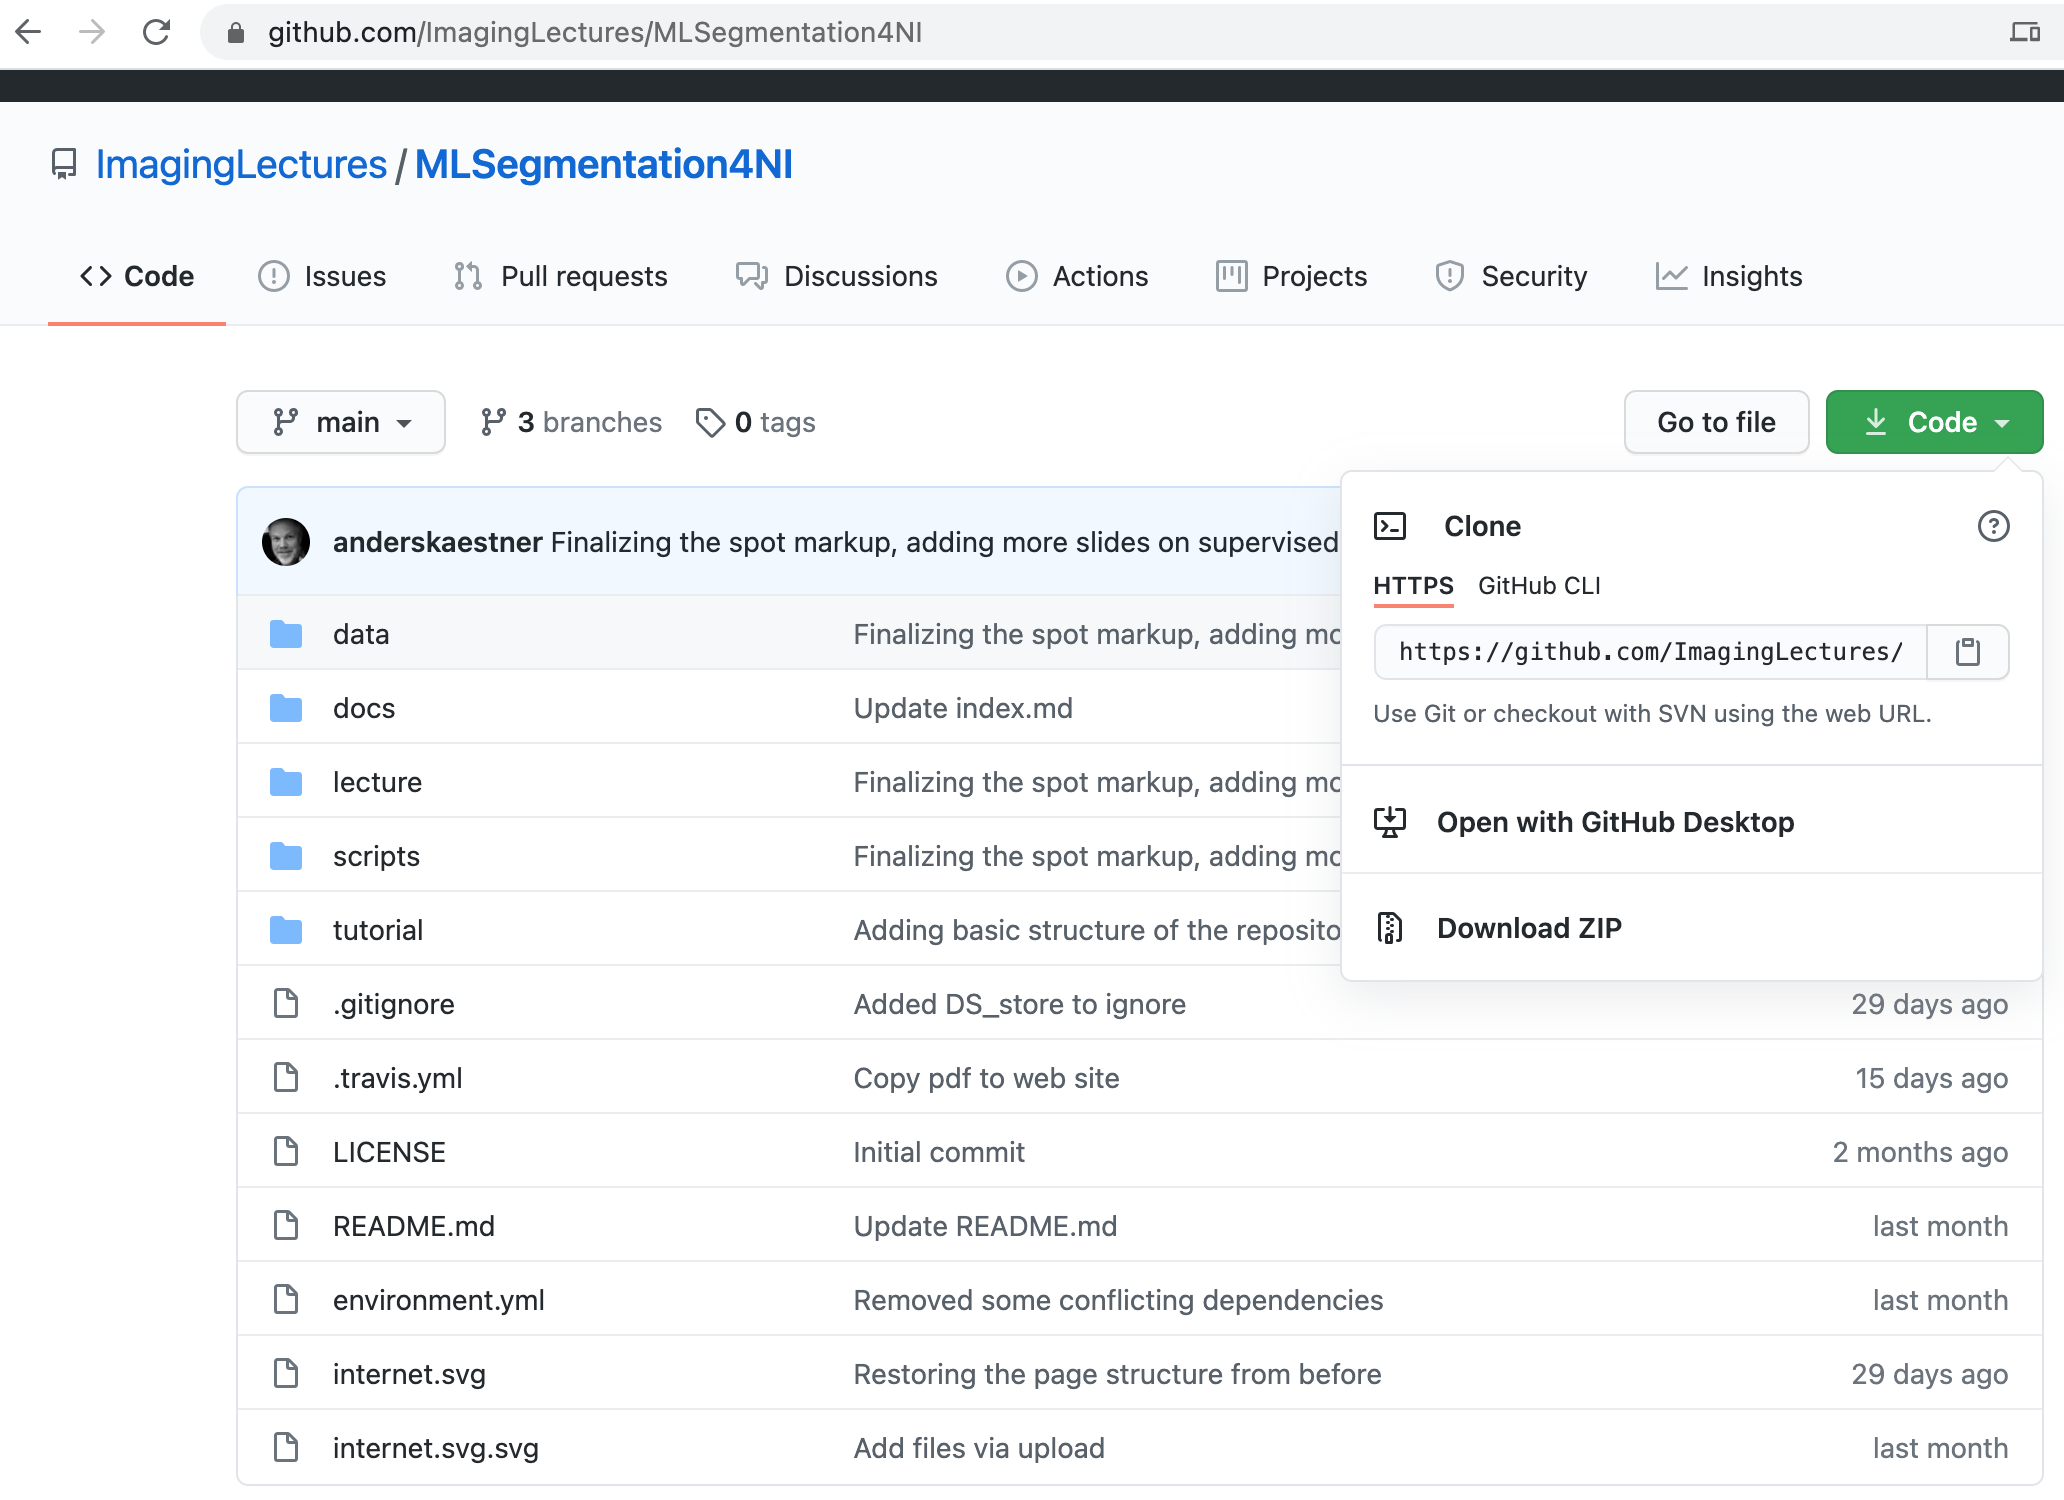 github.com/ImagingLectures/MLSegmentation4NI
ImagingLectures / MLSegmentation4NI
Code Issues Pull requests Discussions Actions Projects Security Insights
main 3 branches 0 tags Go to file Code
anderskaestner Finalizing the spot markup, adding more slides on supervised
Clone
HTTPS GitHub CLI
https://github.com/ImagingLectures/
Use Git or checkout with SVN using the web URL.
Open with GitHub Desktop
Download ZIP
data Finalizing the spot markup, adding mo
docs Update index.md
lecture Finalizing the spot markup, adding mo
scripts Finalizing the spot markup, adding mo
tutorial Adding basic structure of the reposito
.gitignore Added DS_store to ignore 29 days ago
.travis.yml Copy pdf to web site 15 days ago
LICENSE Initial commit 2 months ago
README.md Update README.md last month
environment.yml Removed some conflicting dependencies last month
internet.svg Restoring the page structure from before 29 days ago
internet.svg.svg Add files via upload last month